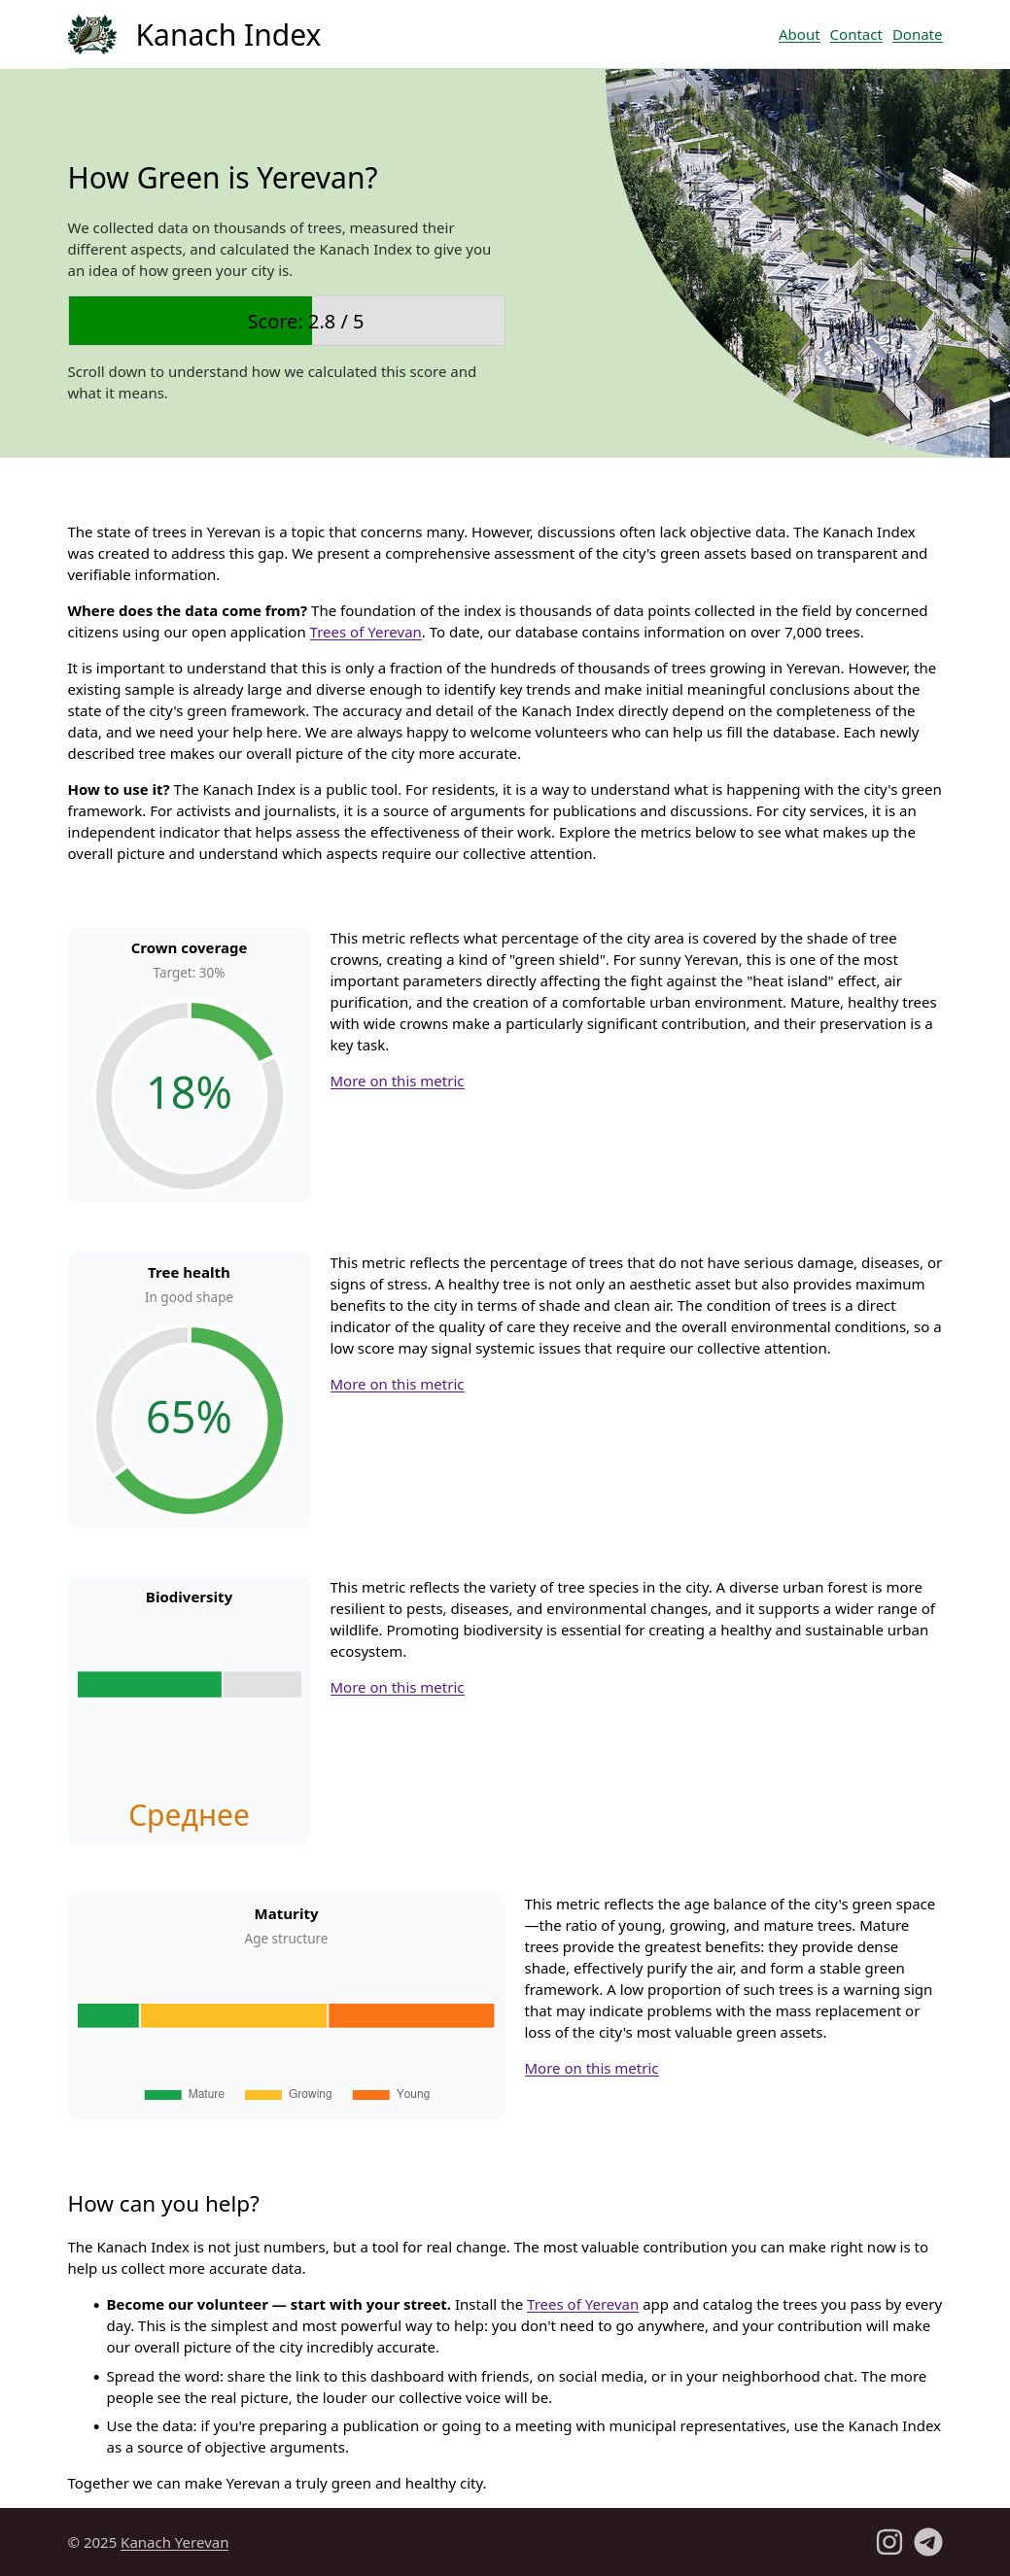 Kanach Index
About Contact Donate
How Green is Yerevan?
We collected data on thousands of trees, measured their
different aspects, and calculated the Kanach Index to give you
an idea of how green your city is.
Score: 2.8 / 5
Scroll down to understand how we calculated this score and
what it means.
The state of trees in Yerevan is a topic that concerns many. However, discussions often lack objective data. The Kanach Index
was created to address this gap. We present a comprehensive assessment of the city's green assets based on transparent and
verifiable information.
Where does the data come from? The foundation of the index is thousands of data points collected in the field by concerned
citizens using our open application Trees of Yerevan. To date, our database contains information on over 7,000 trees.
It is important to understand that this is only a fraction of the hundreds of thousands of trees growing in Yerevan. However, the
existing sample is already large and diverse enough to identify key trends and make initial meaningful conclusions about the
state of the city's green framework. The accuracy and detail of the Kanach Index directly depend on the completeness of the
data, and we need your help here. We are always happy to welcome volunteers who can help us fill the database. Each newly
described tree makes our overall picture of the city more accurate.
How to use it? The Kanach Index is a public tool. For residents, it is a way to understand what is happening with the city's green
framework. For activists and journalists, it is a source of arguments for publications and discussions. For city services, it is an
independent indicator that helps assess the effectiveness of their work. Explore the metrics below to see what makes up the
overall picture and understand which aspects require our collective attention.
Crown coverage
Target: 30%
18%
This metric reflects what percentage of the city area is covered by the shade of tree
crowns, creating a kind of "green shield". For sunny Yerevan, this is one of the most
important parameters directly affecting the fight against the "heat island" effect, air
purification, and the creation of a comfortable urban environment. Mature, healthy trees
with wide crowns make a particularly significant contribution, and their preservation is a
key task.
More on this metric
Tree health
In good shape
65%
This metric reflects the percentage of trees that do not have serious damage, diseases, or
signs of stress. A healthy tree is not only an aesthetic asset but also provides maximum
benefits to the city in terms of shade and clean air. The condition of trees is a direct
indicator of the quality of care they receive and the overall environmental conditions, so a
low score may signal systemic issues that require our collective attention.
More on this metric
Biodiversity
Среднее
This metric reflects the variety of tree species in the city. A diverse urban forest is more
resilient to pests, diseases, and environmental changes, and it supports a wider range of
wildlife. Promoting biodiversity is essential for creating a healthy and sustainable urban
ecosystem.
More on this metric
Maturity
Age structure
Mature Growing Young
This metric reflects the age balance of the city's green space
—the ratio of young, growing, and mature trees. Mature
trees provide the greatest benefits: they provide dense
shade, effectively purify the air, and form a stable green
framework. A low proportion of such trees is a warning sign
that may indicate problems with the mass replacement or
loss of the city's most valuable green assets.
More on this metric
How can you help?
The Kanach Index is not just numbers, but a tool for real change. The most valuable contribution you can make right now is to
help us collect more accurate data.
• Become our volunteer — start with your street. Install the Trees of Yerevan app and catalog the trees you pass by every
day. This is the simplest and most powerful way to help: you don't need to go anywhere, and your contribution will make
our overall picture of the city incredibly accurate.
• Spread the word: share the link to this dashboard with friends, on social media, or in your neighborhood chat. The more
people see the real picture, the louder our collective voice will be.
• Use the data: if you're preparing a publication or going to a meeting with municipal representatives, use the Kanach Index
as a source of objective arguments.
Together we can make Yerevan a truly green and healthy city.
© 2025 Kanach Yerevan